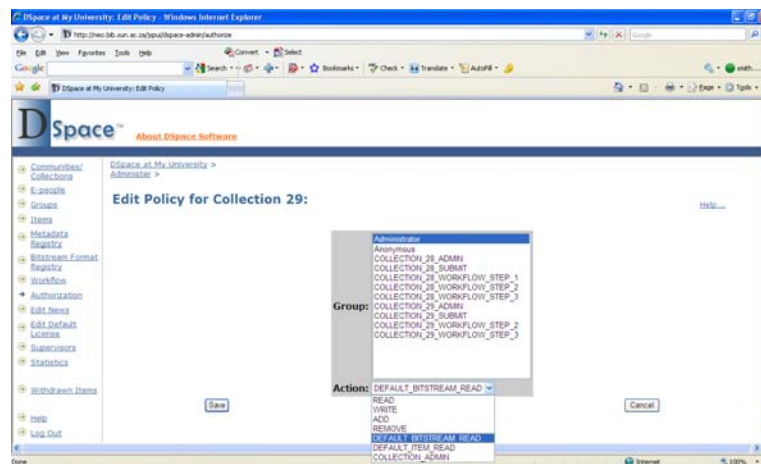 DSpace at My University: Edit Policy - Windows Internet Explorer
File Edit View Favorites Tools Help
Convert Select
Google
Search
Bookmarks
Check
Translate
AutoFill
smith...
DSpace at My University: Edit Policy
Page Tools
DSpace™ About DSpace Software
Communities/
Collections
E-people
Groups
Items
Metadata
Registry
Bitstream Format
Registry
Workflow
Authorization
Edit News
Edit Default
License
Supervisors
Statistics
Withdrawn Items
Help
Log Out
DSpace at My University >
Administer >
Edit Policy for Collection 29:
Help...
Group:
Administrator
Anonymous
COLLECTION_28_ADMIN
COLLECTION_28_SUBMIT
COLLECTION_28_WORKFLOW_STEP_1
COLLECTION_28_WORKFLOW_STEP_2
COLLECTION_28_WORKFLOW_STEP_3
COLLECTION_29_ADMIN
COLLECTION_29_SUBMIT
COLLECTION_29_WORKFLOW_STEP_2
COLLECTION_29_WORKFLOW_STEP_3
Action: DEFAULT_BITSTREAM_READ
READ
WRITE
ADD
REMOVE
DEFAULT_BITSTREAM_READ
DEFAULT_ITEM_READ
COLLECTION_ADMIN
Save
Cancel
Done
Internet
100%